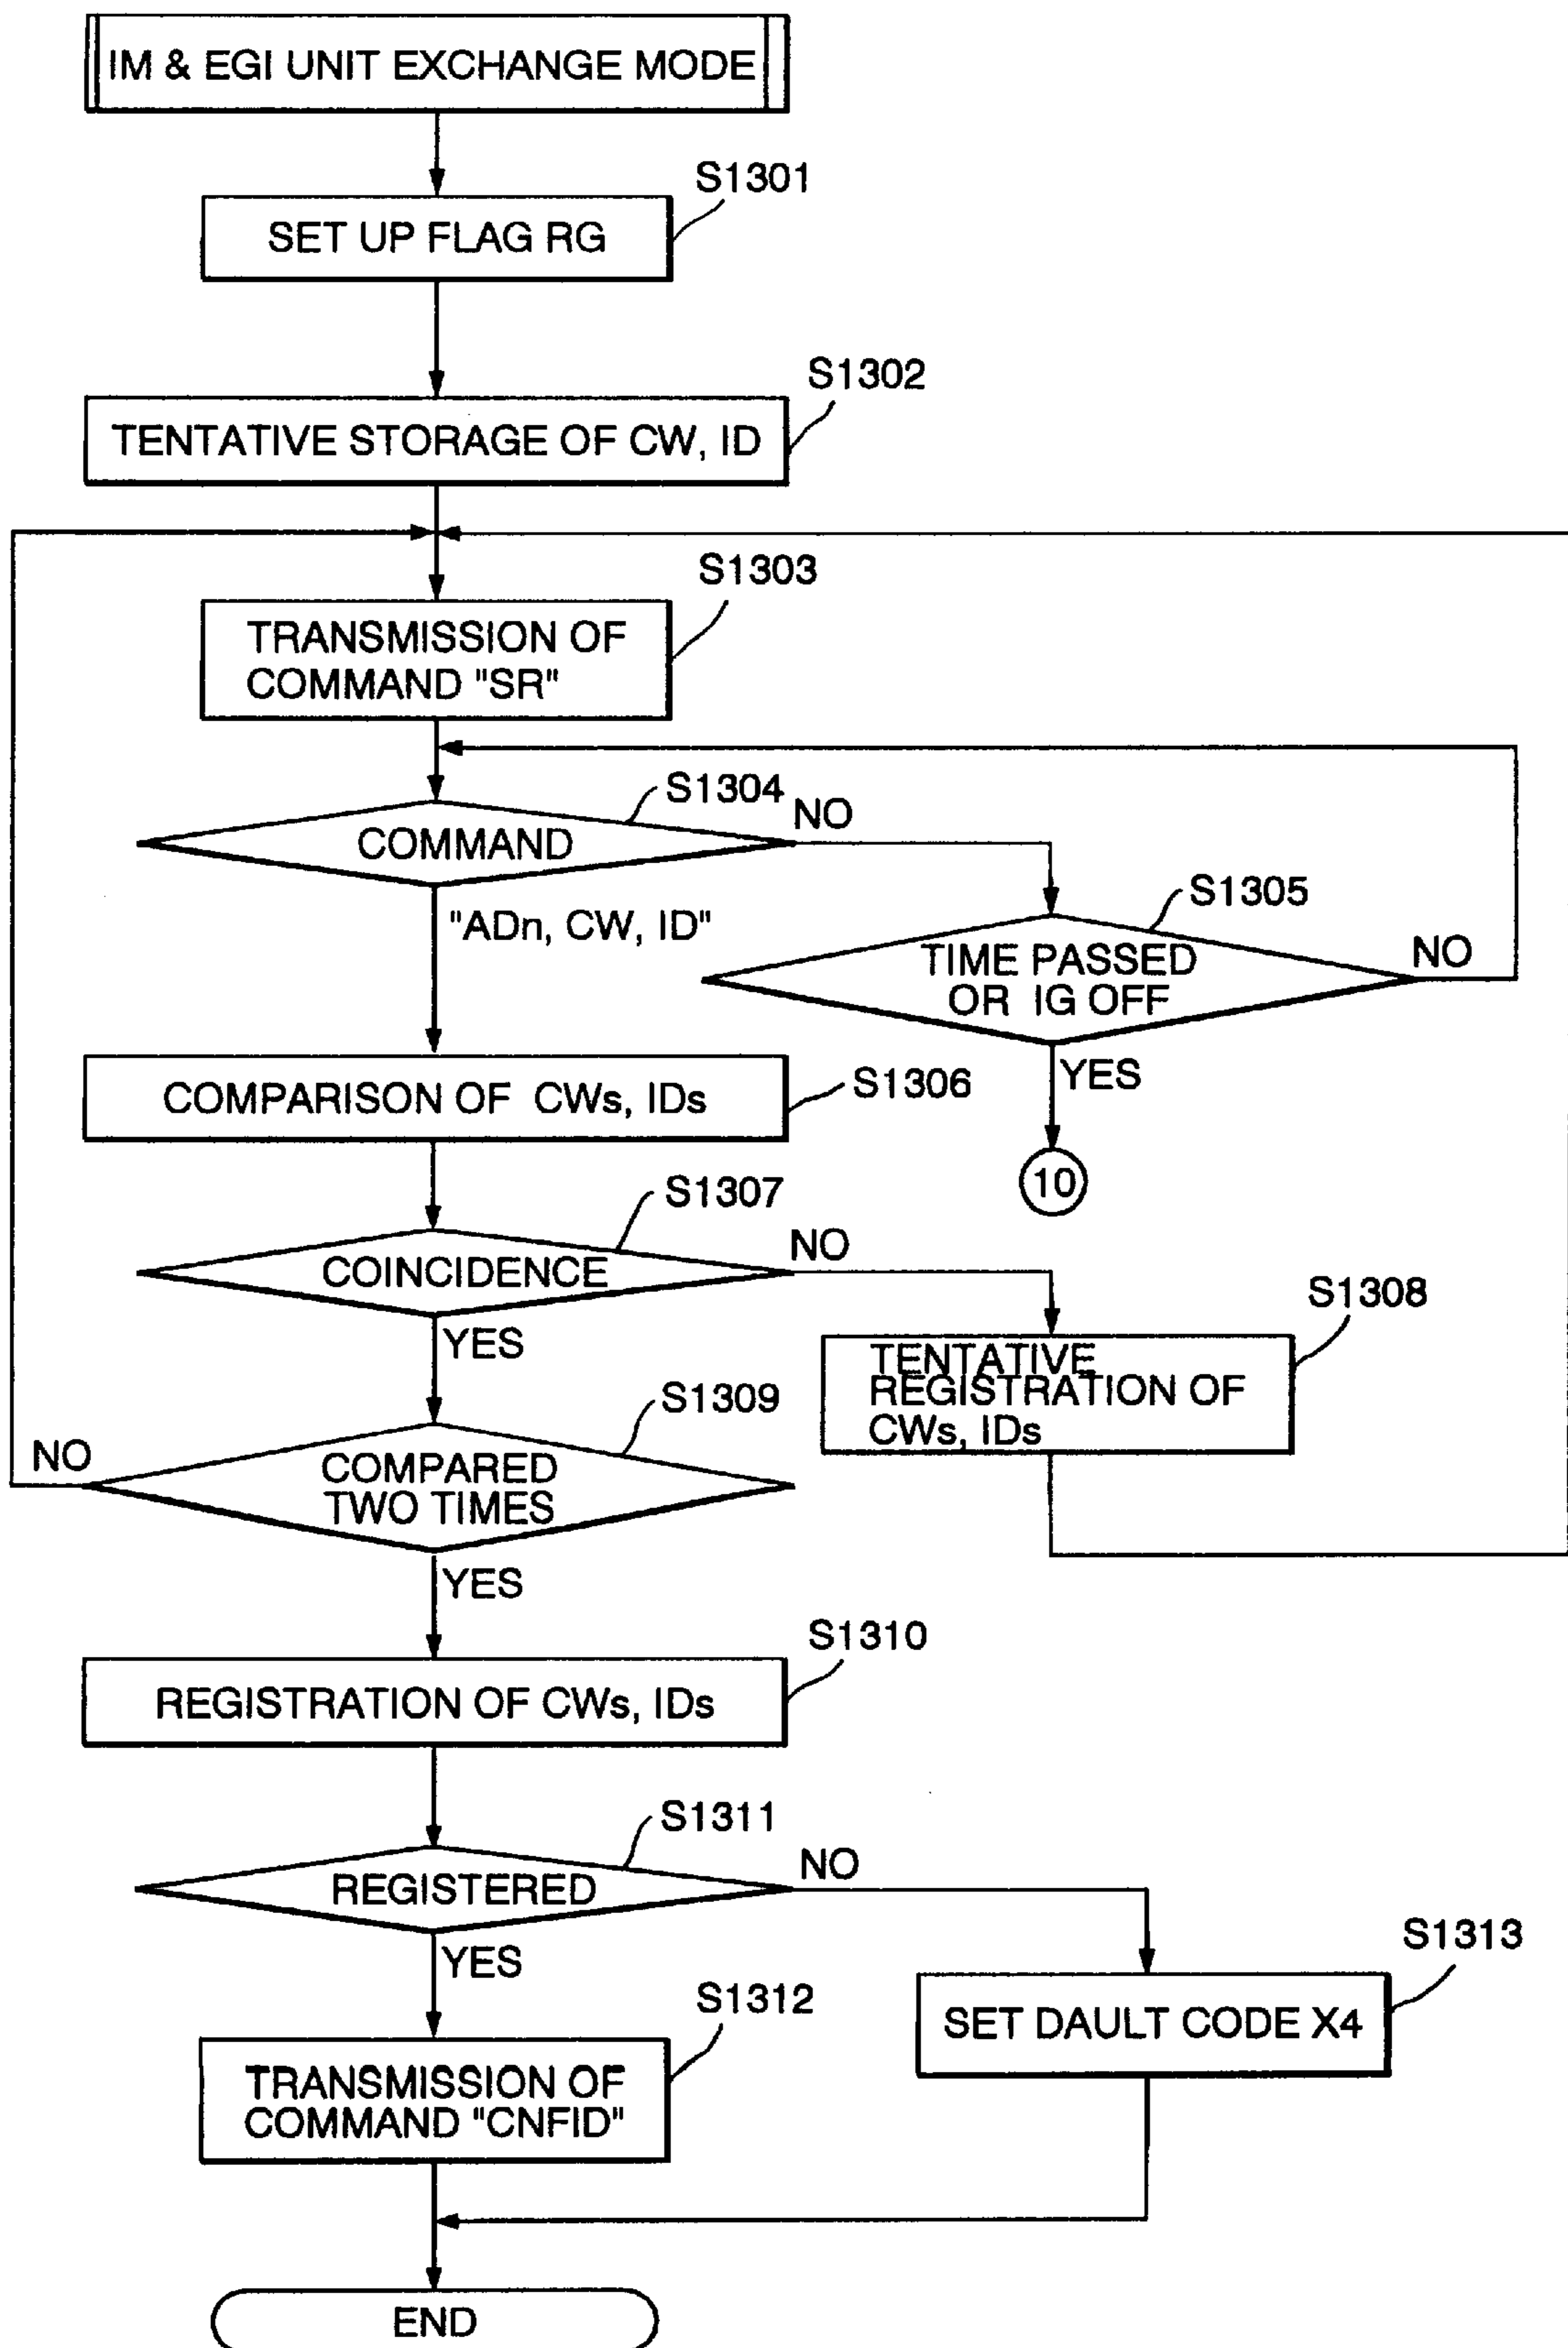 IM & EGI UNIT EXCHANGE MODE
S1301
SET UP FLAG RG
S1302
TENTATIVE STORAGE OF CW, ID
S1303
TRANSMISSION OF
COMMAND "SR"
S1304
COMMAND
NO
"ADn, CW, ID"
S1305
TIME PASSED
OR IG OFF
NO
YES
10
COMPARISON OF CWs, IDs
S1306
S1307
COINCIDENCE
NO
YES
S1308
TENTATIVE
REGISTRATION OF
CWs, IDs
S1309
COMPARED
TWO TIMES
NO
YES
S1310
REGISTRATION OF CWs, IDs
S1311
REGISTERED
NO
YES
S1312
TRANSMISSION OF
COMMAND "CNFID"
S1313
SET DAULT CODE X4
END